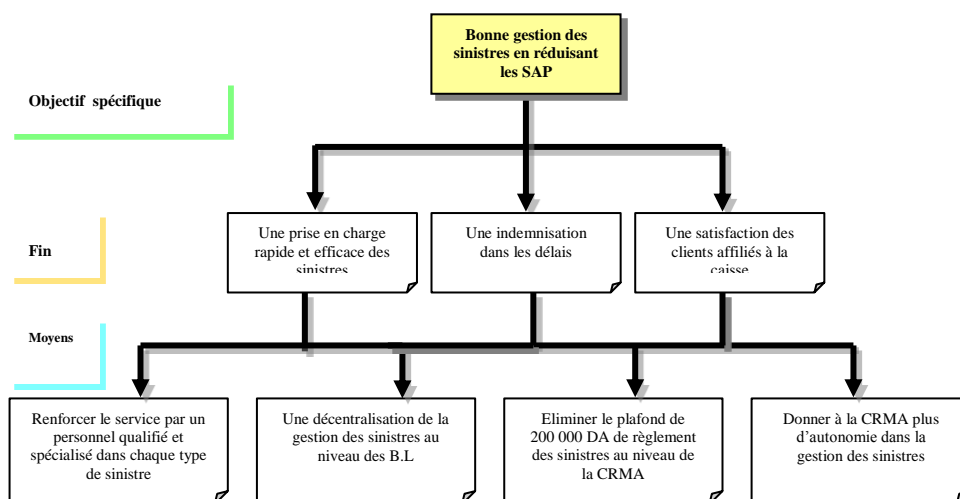 Bonne gestion des
sinistres en réduisant
les SAP
Objectif spécifique
Fin
Une prise en charge
rapide et efficace des
sinistres
Une indemnisation
dans les délais
Une satisfaction des
clients affiliés à la
caisse
Moyens
Renforcer le service par un
personnel qualifié et
spécialisé dans chaque type
de sinistre
Une décentralisation de la
gestion des sinistres au
niveau des B.L
Eliminer le plafond de
200 000 DA de règlement
des sinistres au niveau de
la CRMA
Donner à la CRMA plus
d'autonomie dans la
gestion des sinistres